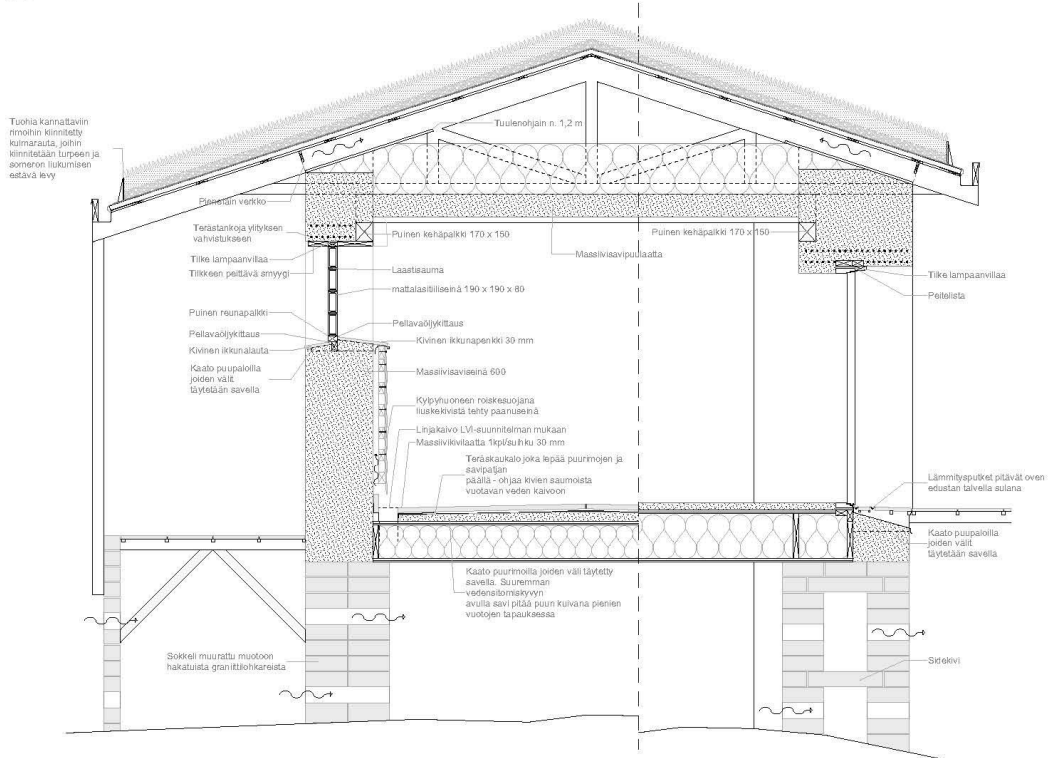 Tuohia kannattaviin
rimoihin kiinnitetty
kulmarauta, joihin
kiinnitetään turpeen ja
someron liukumisen
estävä levy
Tuulenohjain n. 1,2 m
Pieneläin verkko
Terästankoja ylityksen
vahvistukseen
Puinen kehäpalkki 170 x 150
Puinen kehäpalkki 170 x 150
Massiivisavipuulaatta
Tilke lampaanvillaa
Tilkkeen peittävä smyygi
Laastisauma
Tilke lampaanvillaa
Peitelista
mattalasitiiliseinä 190 x 190 x 80
Puinen reunapalkki
Pellavaöljykittaus
Pellavaöljykittaus
Kivinen ikkunapenkki 30 mm
Kivinen ikkunalauta
Kaato puupaloilla
joiden välit
täytetään savella
Massiivisaviseinä 600
Kylpyhuoneen roiskesuojana
liuskekivistä tehty paanuseinä
Linjakaivo LVI-suunnitelman mukaan
Massiivikivilaatta 1kpl/suihku 30 mm
Teräskaukalo joka lepää puurimojen ja
savipatjan
päällä - ohjaa kivien saumoista
vuotavan veden kaivoon
Lämmitysputket pitävät oven
edustan talvella sulana
Kaato puupaloilla
joiden välit
täytetään savella
Kaato puurimoilla joiden väli täytetty
savella. Suuremman
vedensitomiskyvyn
avulla savi pitää puun kuivana pienien
vuotojen tapauksessa
Sokkeli muurattu muotoon
hakatuista graniittilohkareista
Sidekivi